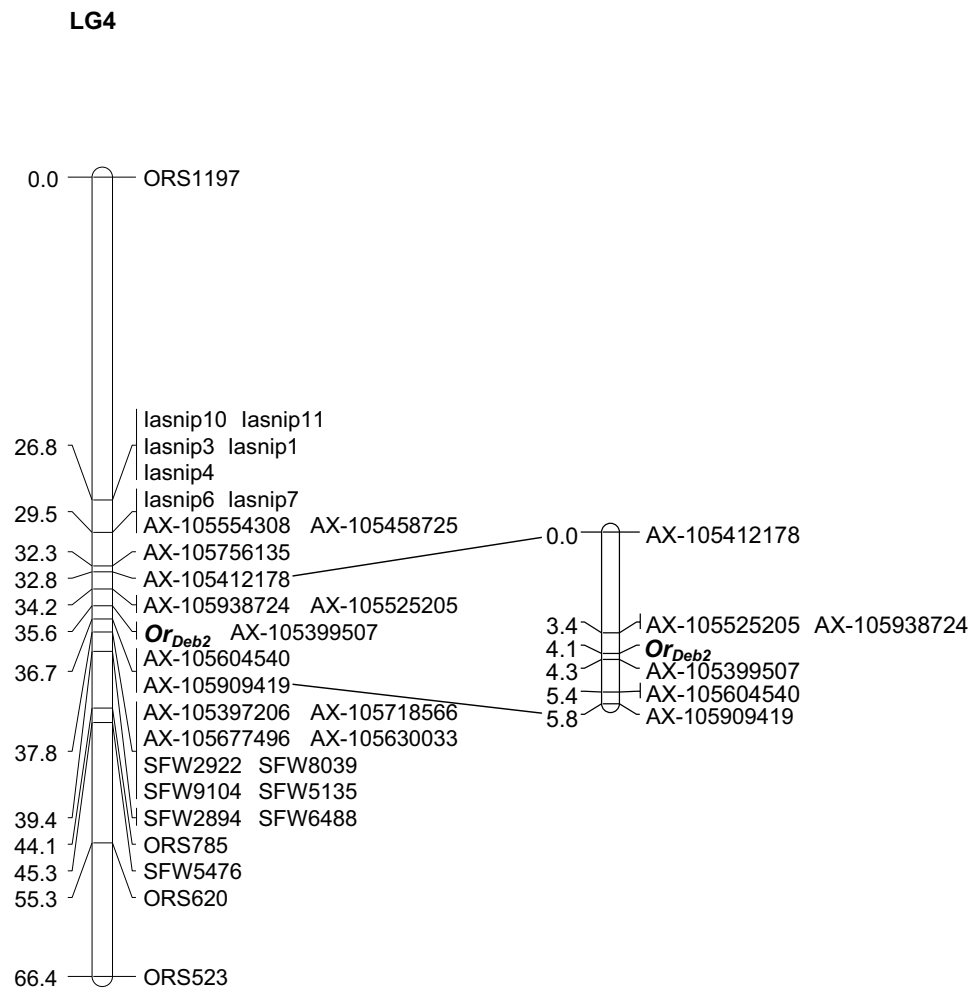 LG4
0.0 ORS1197
Iasnip10 Iasnip11
26.8 Iasnip3 Iasnip1
Iasnip4
Iasnip6 Iasnip7
29.5 AX-105554308 AX-105458725
32.3 AX-105756135
32.8 AX-105412178
34.2 AX-105938724 AX-105525205
35.6 OrDeb2 AX-105399507
AX-105604540
36.7 AX-105909419
AX-105397206 AX-105718566
37.8 AX-105677496 AX-105630033
SFW2922 SFW8039
SFW9104 SFW5135
39.4 SFW2894 SFW6488
44.1 ORS785
45.3 SFW5476
55.3 ORS620
66.4 ORS523
0.0 AX-105412178
3.4 AX-105525205 AX-105938724
4.1 OrDeb2
4.3 AX-105399507
5.4 AX-105604540
5.8 AX-105909419